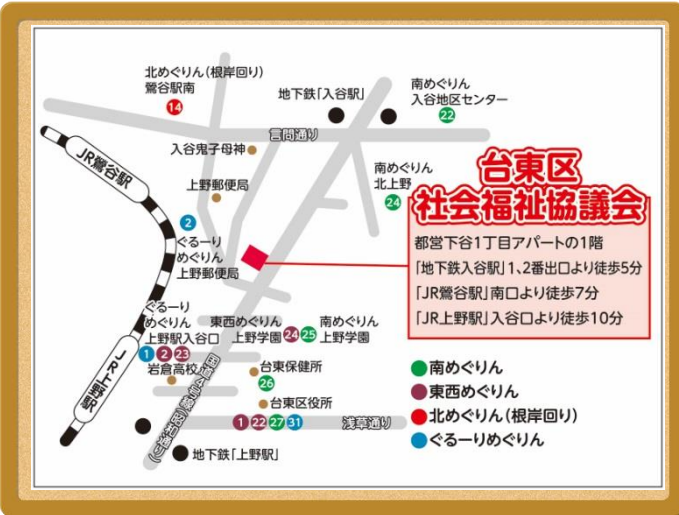 北めぐりん(根岸回り)
鶯谷駅南
14
地下鉄「入谷駅」
南めぐりん
入谷地区センター
22
言問通り
JR鶯谷駅
入谷鬼子母神
上野郵便局
南めぐりん
北上野
24
2
ぐるーり
めぐりん
上野郵便局
台東区
社会福祉協議会
都営下谷1丁目アパートの1階
「地下鉄入谷駅」1、2番出口より徒歩5分
「JR鶯谷駅」南口より徒歩7分
「JR上野駅」入谷口より徒歩10分
ぐるーり
めぐりん
上野駅入谷口
1 2 23
岩倉高校
東西めぐりん
上野学園
24 25
南めぐりん
上野学園
台東保健所
26
台東区役所
1 22 27 31
浅草通り
JR上野駅
地下鉄「上野駅」
南めぐりん
東西めぐりん
北めぐりん(根岸回り)
ぐるーりめぐりん